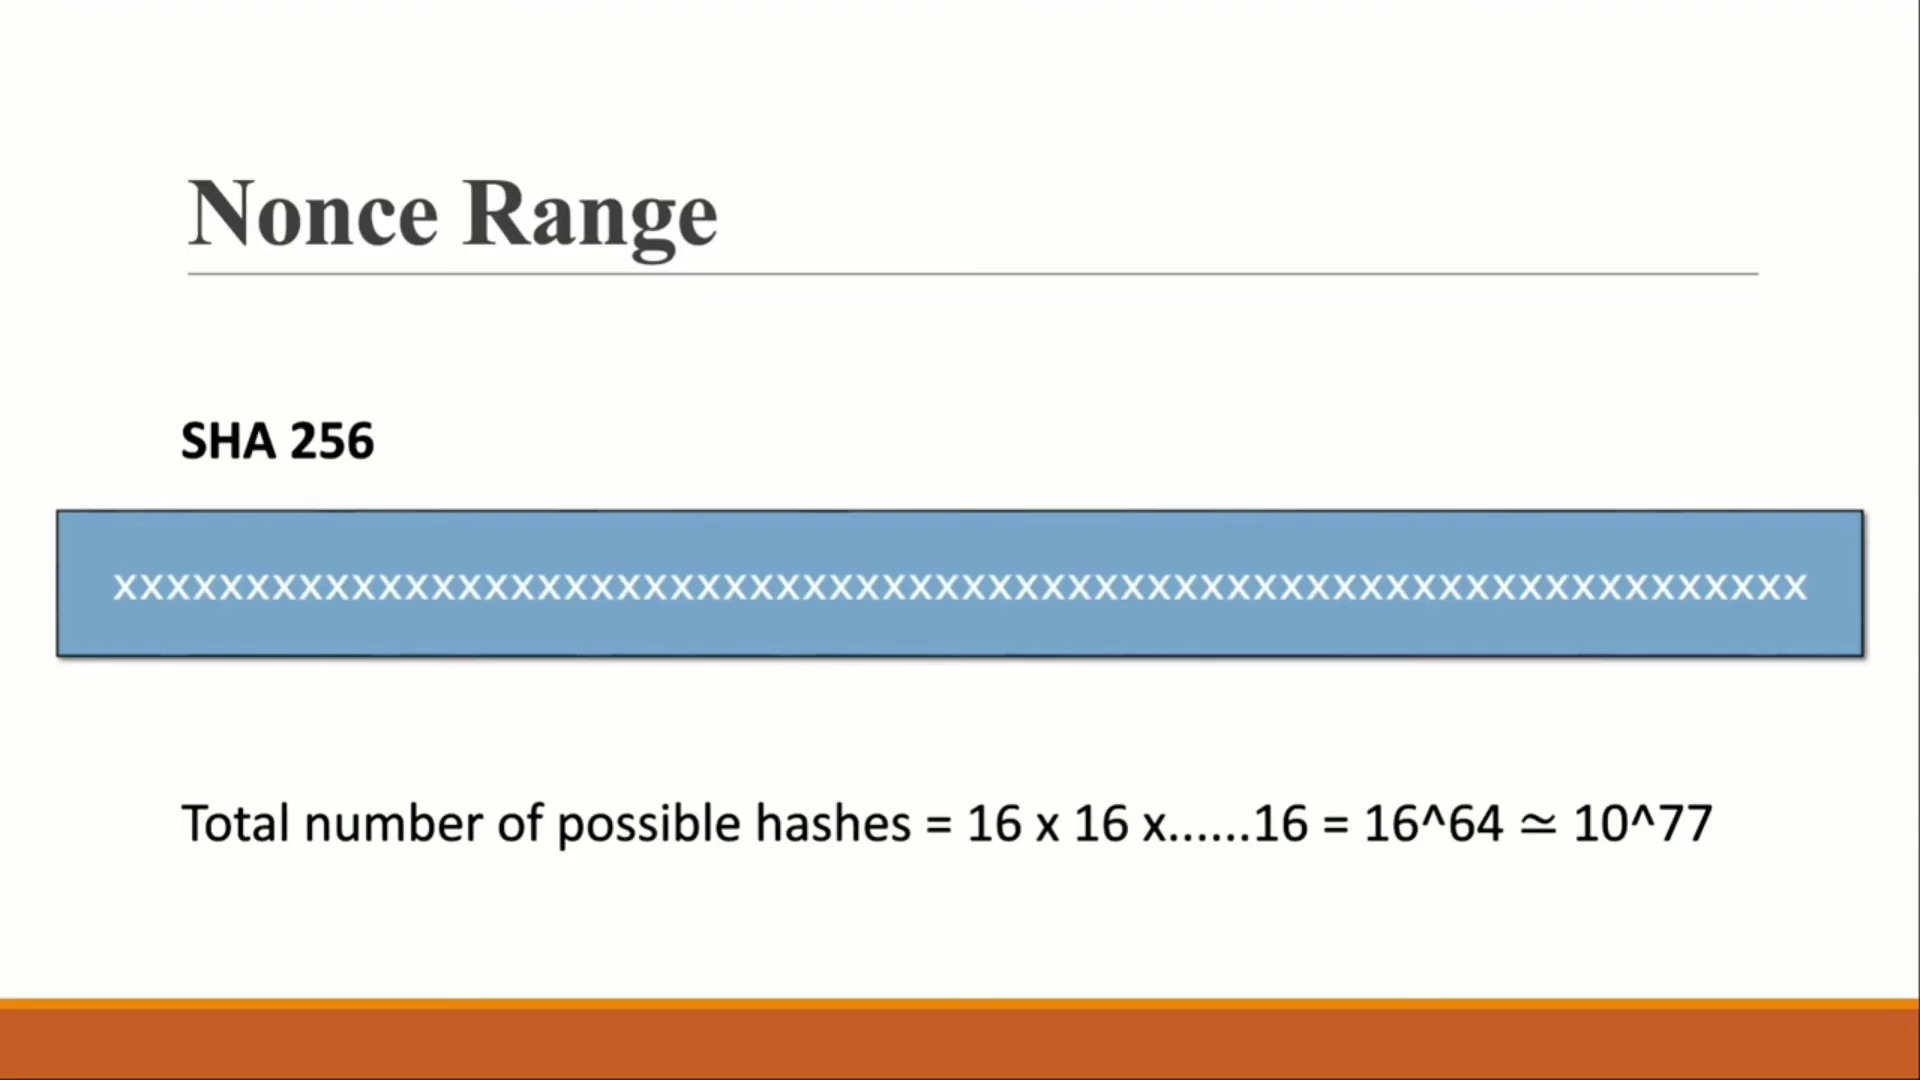 Nonce Range
SHA 256
xxxxxxxxxxxxxxxxxxxxxxxxxxxxxxxxxxxxxxxxxxxxxxxxxxxxxxxxxxxxxxxx
Total number of possible hashes = 16 x 16 x......16 = 16^64 ≃ 10^77